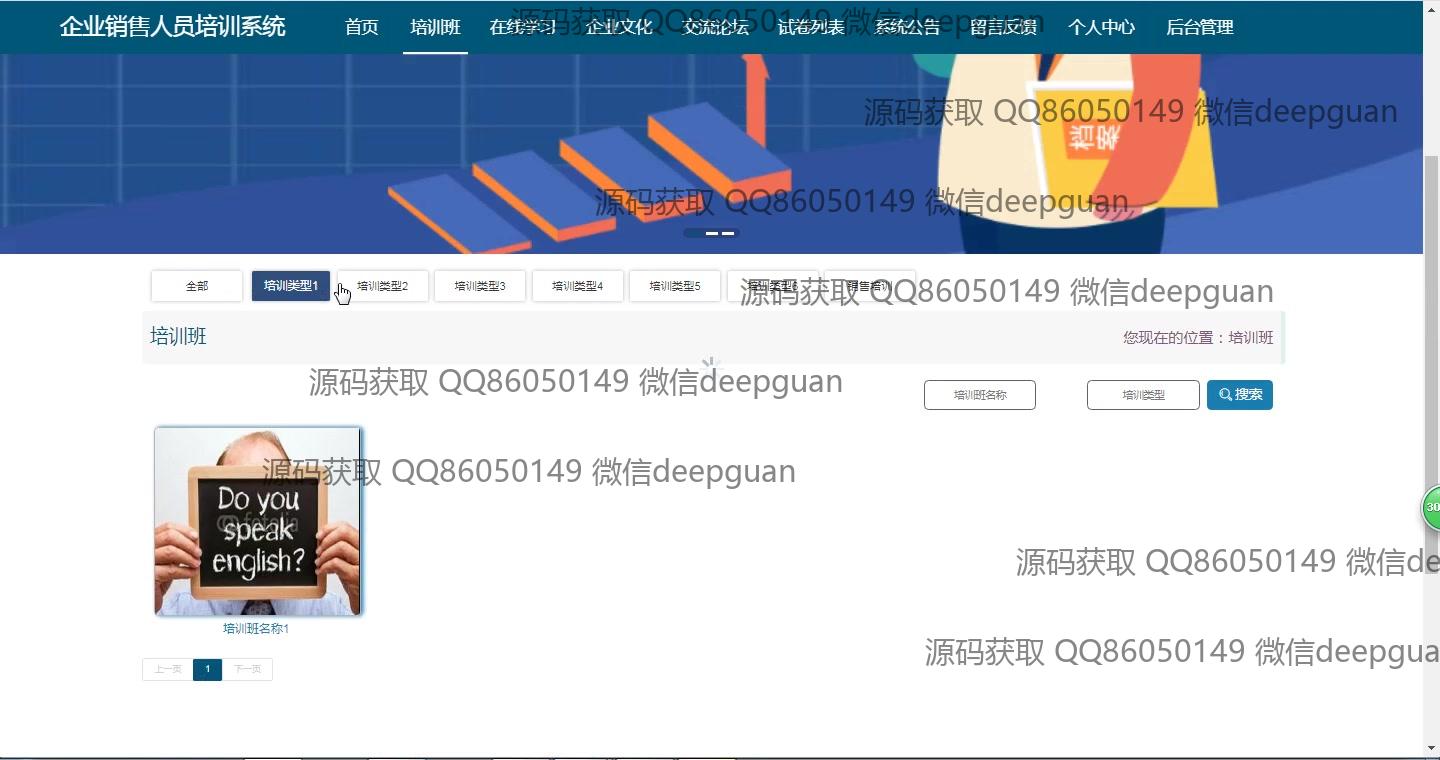 企业销售人员培训系统 首页 培训班 在线学习 企业文化 交流论坛 试卷列表 系统公告 留言反馈 个人中心 后台管理
源码获取 QQ86050149 微信deepguan
源码获取 QQ86050149 微信deepguan
档案
源码获取 QQ86050149 微信deepguan
全部 培训类型1 培训类型2 培训类型3 培训类型4 培训类型5 培训类型6 销售培训
源码获取 QQ86050149 微信deepguan
培训班 您现在的位置：培训班
源码获取 QQ86050149 微信deepguan
培训班名称 培训类型 搜索
源码获取 QQ86050149 微信deepguan
Do you
speak
english?
fotolia
30
源码获取 QQ86050149 微信de
培训班名称1
源码获取 QQ86050149 微信deepgua
上一页 1 下一页